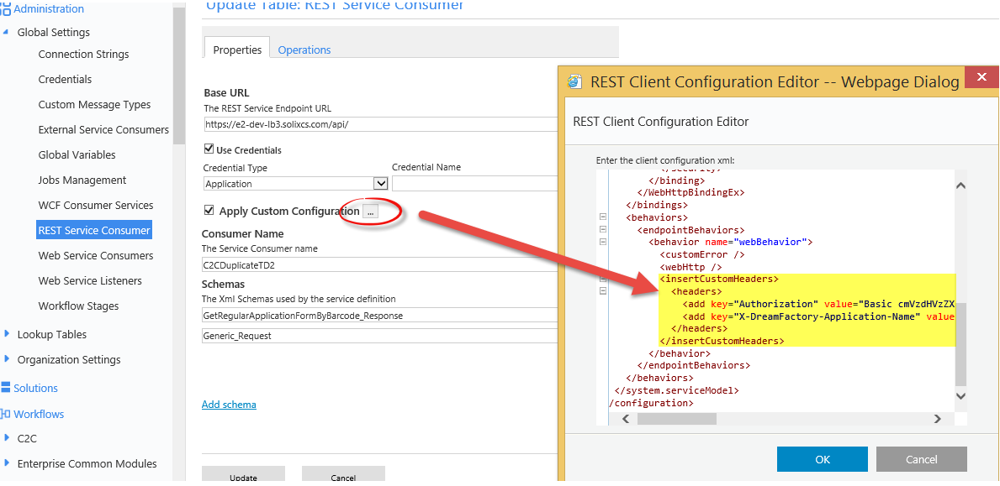 Administration
Global Settings
Connection Strings
Credentials
Custom Message Types
External Service Consumers
Global Variables
Jobs Management
WCF Consumer Services
REST Service Consumer
Web Service Consumers
Web Service Listeners
Workflow Stages
Lookup Tables
Organization Settings
Solutions
Workflows
C2C
Enterprise Common Modules
Update Table: REST Service Consumer
Properties Operations
Base URL
The REST Service Endpoint URL
https://e2-dev-lb3.solixcs.com/api/
Use Credentials
Credential Type Credential Name
Application
Apply Custom Configuration ...
Consumer Name
The Service Consumer name
C2CDuplicateTD2
Schemas
The Xml Schemas used by the service definition
GetRegularApplicationFormByBarcode_Response
Generic_Request
Add schema
Update Cancel
REST Client Configuration Editor -- Webpage Dialog
REST Client Configuration Editor
Enter the client configuration xml:
</security>
</binding>
</WebHttpBindingEx>
</bindings>
<behaviors>
<endpointBehaviors>
<behavior name="webBehavior">
<customError />
<webHttp />
<insertCustomHeaders>
<headers>
<add key="Authorization" value="Basic cmVzdHVzZX
<add key="X-DreamFactory-Application-Name" value
</headers>
</insertCustomHeaders>
</behavior>
</endpointBehaviors>
</behaviors>
</system.serviceModel>
/configuration>
OK Cancel